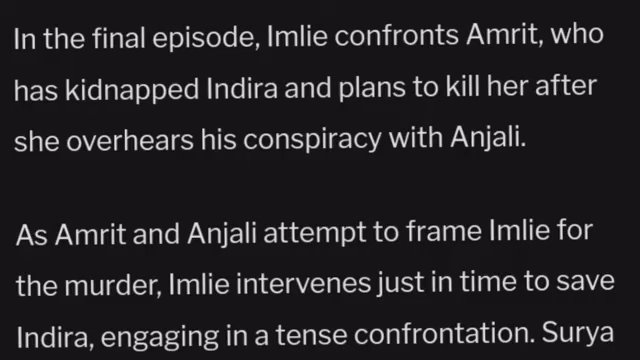 In the final episode, Imlie confronts Amrit, who
has kidnapped Indira and plans to kill her after
she overhears his conspiracy with Anjali.
As Amrit and Anjali attempt to frame Imlie for
the murder, Imlie intervenes just in time to save
Indira, engaging in a tense confrontation. Surya